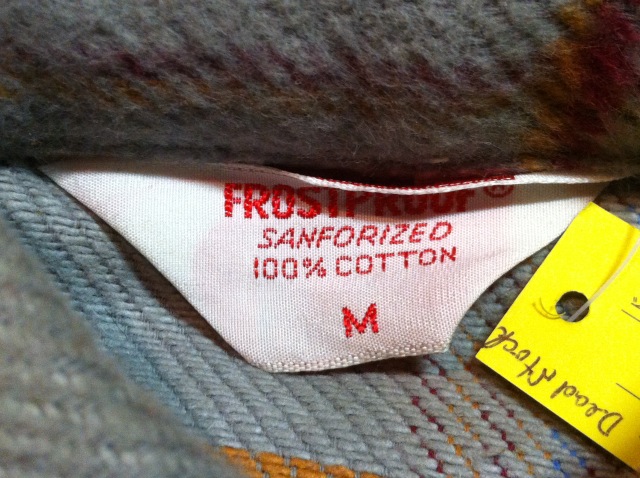 FROSTPROOF®
SANFORIZED
100% COTTON
M
Dead Stock